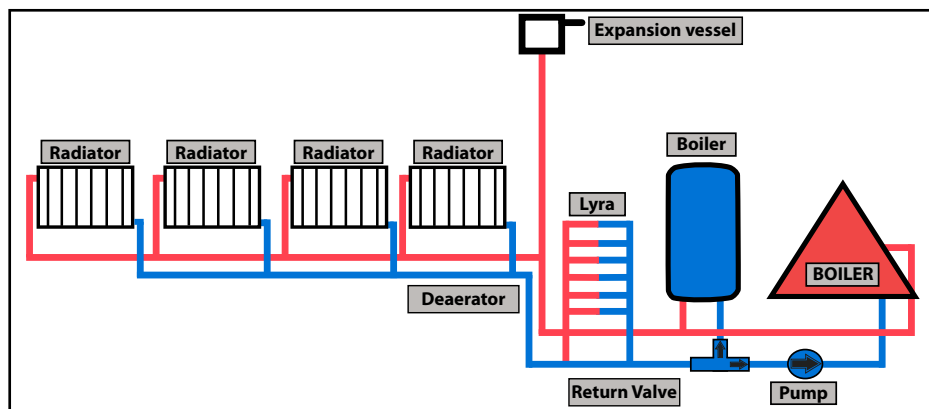 Expansion vessel
Radiator
Radiator
Radiator
Radiator
Boiler
Lyra
BOILER
Deaerator
Return Valve
Pump